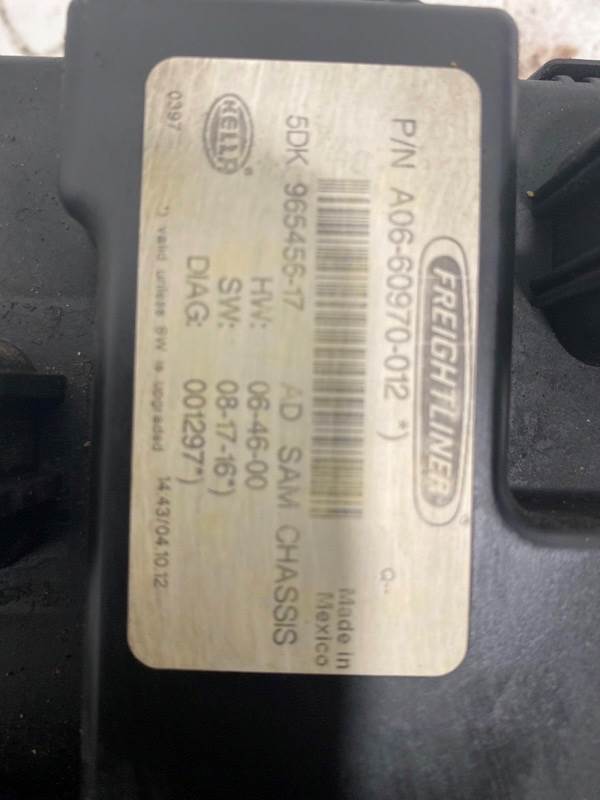 FREIGHTLINER®
P/N A06-60970-012 *)
Q--
Made in
Mexico
5DK 965456-17 AD SAM CHASSIS
HW: 06-46-00
SW: 08-17-16*)
DIAG: 001297*)
HELLA®
*) valid unless SW is upgraded 14.43/04.10.12
0397